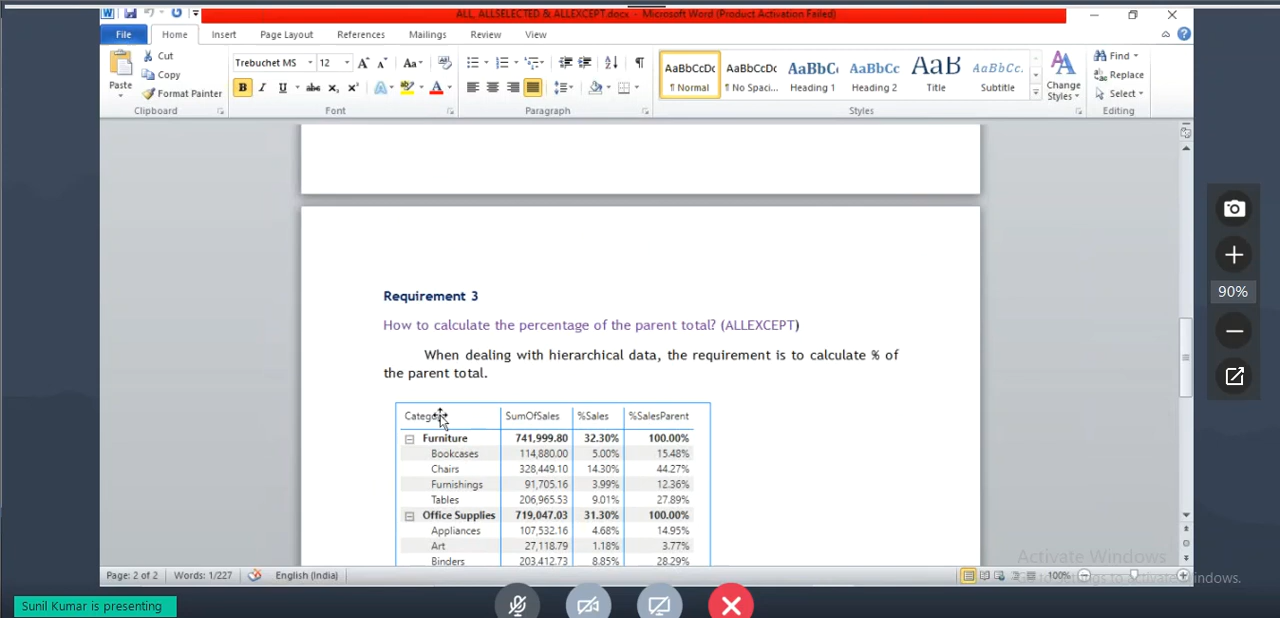 ALL, ALLSELECTED & ALLEXCEPT.docx - Microsoft Word (Product Activation Failed)
File Home Insert Page Layout References Mailings Review View
Paste
Cut
Copy
Format Painter
Clipboard
Trebuchet MS 12
Font
Paragraph
AaBbCcDc ¶ Normal
AaBbCcDc ¶ No Spaci...
AaBbC Heading 1
AaBbCc Heading 2
AaB Title
AaBbCc. Subtitle
Styles
Change Styles
Find
Replace
Select
Editing
Requirement 3
How to calculate the percentage of the parent total? (ALLEXCEPT)
When dealing with hierarchical data, the requirement is to calculate % of
the parent total.
Category SumOfSales %Sales %SalesParent
Furniture 741,999.80 32.30% 100.00%
Bookcases 114,880.00 5.00% 15.48%
Chairs 328,449.10 14.30% 44.27%
Furnishings 91,705.16 3.99% 12.36%
Tables 206,965.53 9.01% 27.89%
Office Supplies 719,047.03 31.30% 100.00%
Appliances 107,532.16 4.68% 14.95%
Art 27,118.79 1.18% 3.77%
Binders 203,412.73 8.85% 28.29%
90%
Activate Windows
Page: 2 of 2 Words: 1/227 English (India) 100%
Sunil Kumar is presenting